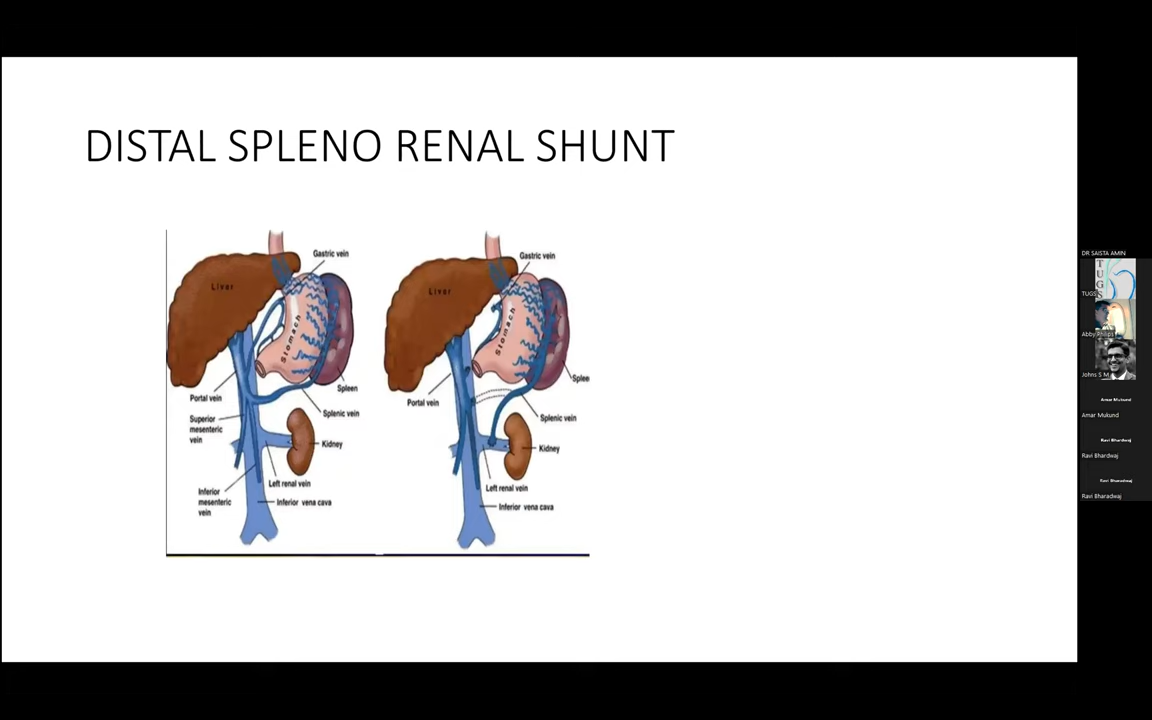 DISTAL SPLENO RENAL SHUNT
Gastric vein
Liver
Stomach
Spleen
Portal vein
Splenic vein
Superior
mesenteric
vein
Kidney
Left renal vein
Inferior
mesenteric
vein
Inferior vena cava
Gastric vein
Liver
Stomach
Splee
Portal vein
Splenic vein
Kidney
Left renal vein
Inferior vena cava
DR SAISTA AMIN
TUGS
TUGS
Abby Philips
Johns S M
Amar Mukund
Amar Mukund
Ravi Bhardwaj
Ravi Bhardwaj
Ravi Bharadwaj
Ravi Bharadwaj